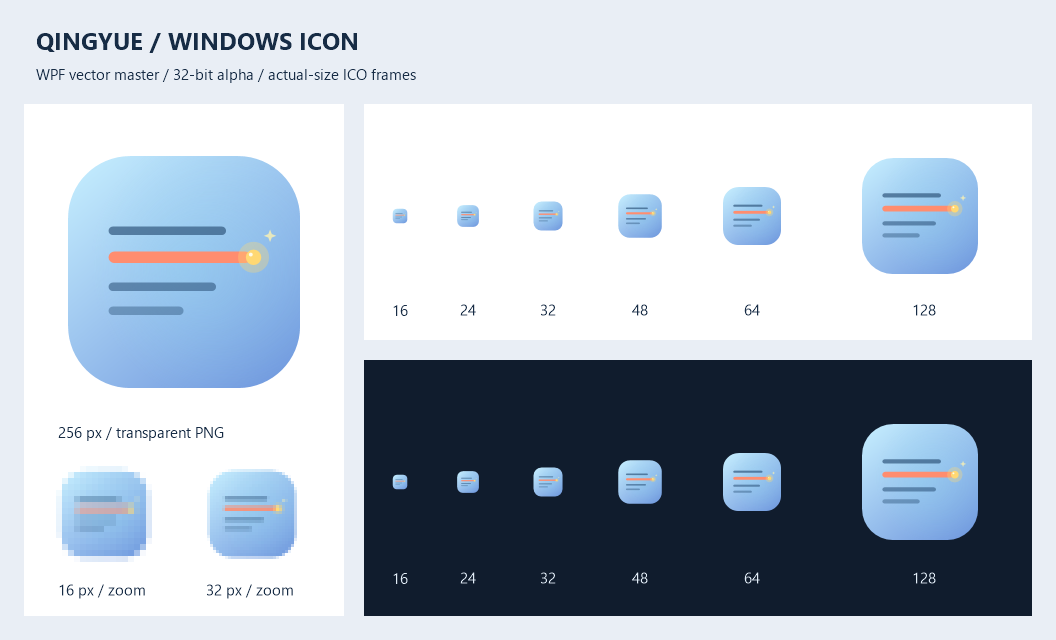 QINGYUE / WINDOWS ICON
WPF vector master / 32-bit alpha / actual-size ICO frames
256 px / transparent PNG
16 px / zoom
32 px / zoom
16 24 32 48 64 128
16 24 32 48 64 128